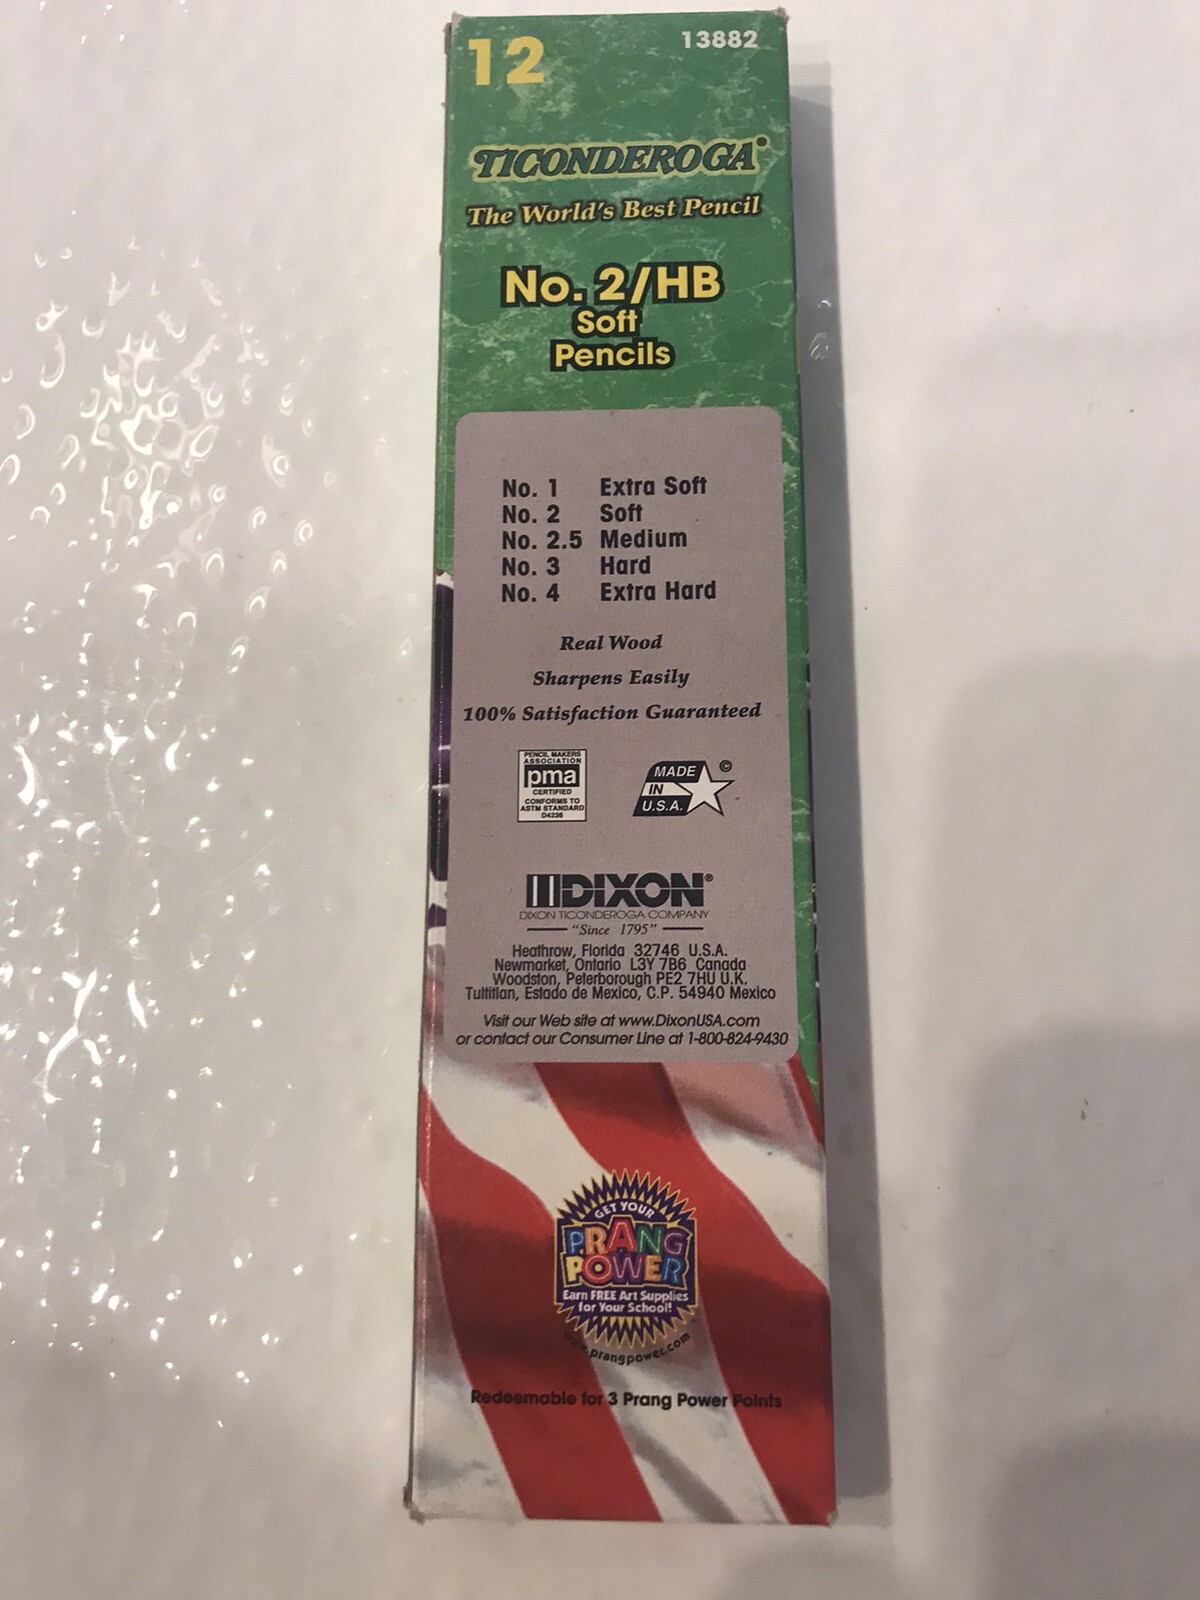 12
13882
TICONDEROGA®
The World's Best Pencil
No. 2/HB
Soft
Pencils
No. 1 Extra Soft
No. 2 Soft
No. 2.5 Medium
No. 3 Hard
No. 4 Extra Hard
Real Wood
Sharpens Easily
100% Satisfaction Guaranteed
PENCIL MAKERS
ASSOCIATION
pma
CERTIFIED
CONFORMS TO
ASTM STANDARD
D4236
MADE
IN
U.S.A.
©
DIXON®
DIXON TICONDEROGA COMPANY
"Since 1795"
Heathrow, Florida 32746 U.S.A.
Newmarket, Ontario L3Y 7B6 Canada
Woodston, Peterborough PE2 7HU U.K.
Tultitlan, Estado de Mexico, C.P. 54940 Mexico
Visit our Web site at www.DixonUSA.com
or contact our Consumer Line at 1-800-824-9430
GET YOUR
PRANG
POWER
Earn FREE Art Supplies
for Your School!
www.prangpower.com
Redeemable for 3 Prang Power Points